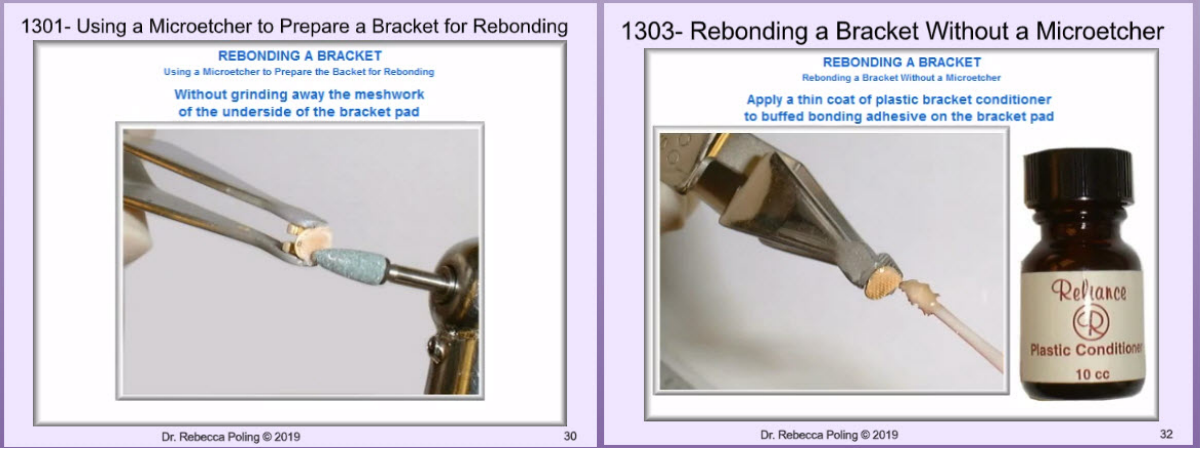 1301- Using a Microetcher to Prepare a Bracket for Rebonding
REBONDING A BRACKET
Using a Microetcher to Prepare the Backet for Rebonding
Without grinding away the meshwork
of the underside of the bracket pad
Dr. Rebecca Poling © 2019
30
1303- Rebonding a Bracket Without a Microetcher
REBONDING A BRACKET
Rebonding a Bracket Without a Microetcher
Apply a thin coat of plastic bracket conditioner
to buffed bonding adhesive on the bracket pad
Reliance
R
Plastic Conditioner
10 cc
Dr. Rebecca Poling © 2019
32